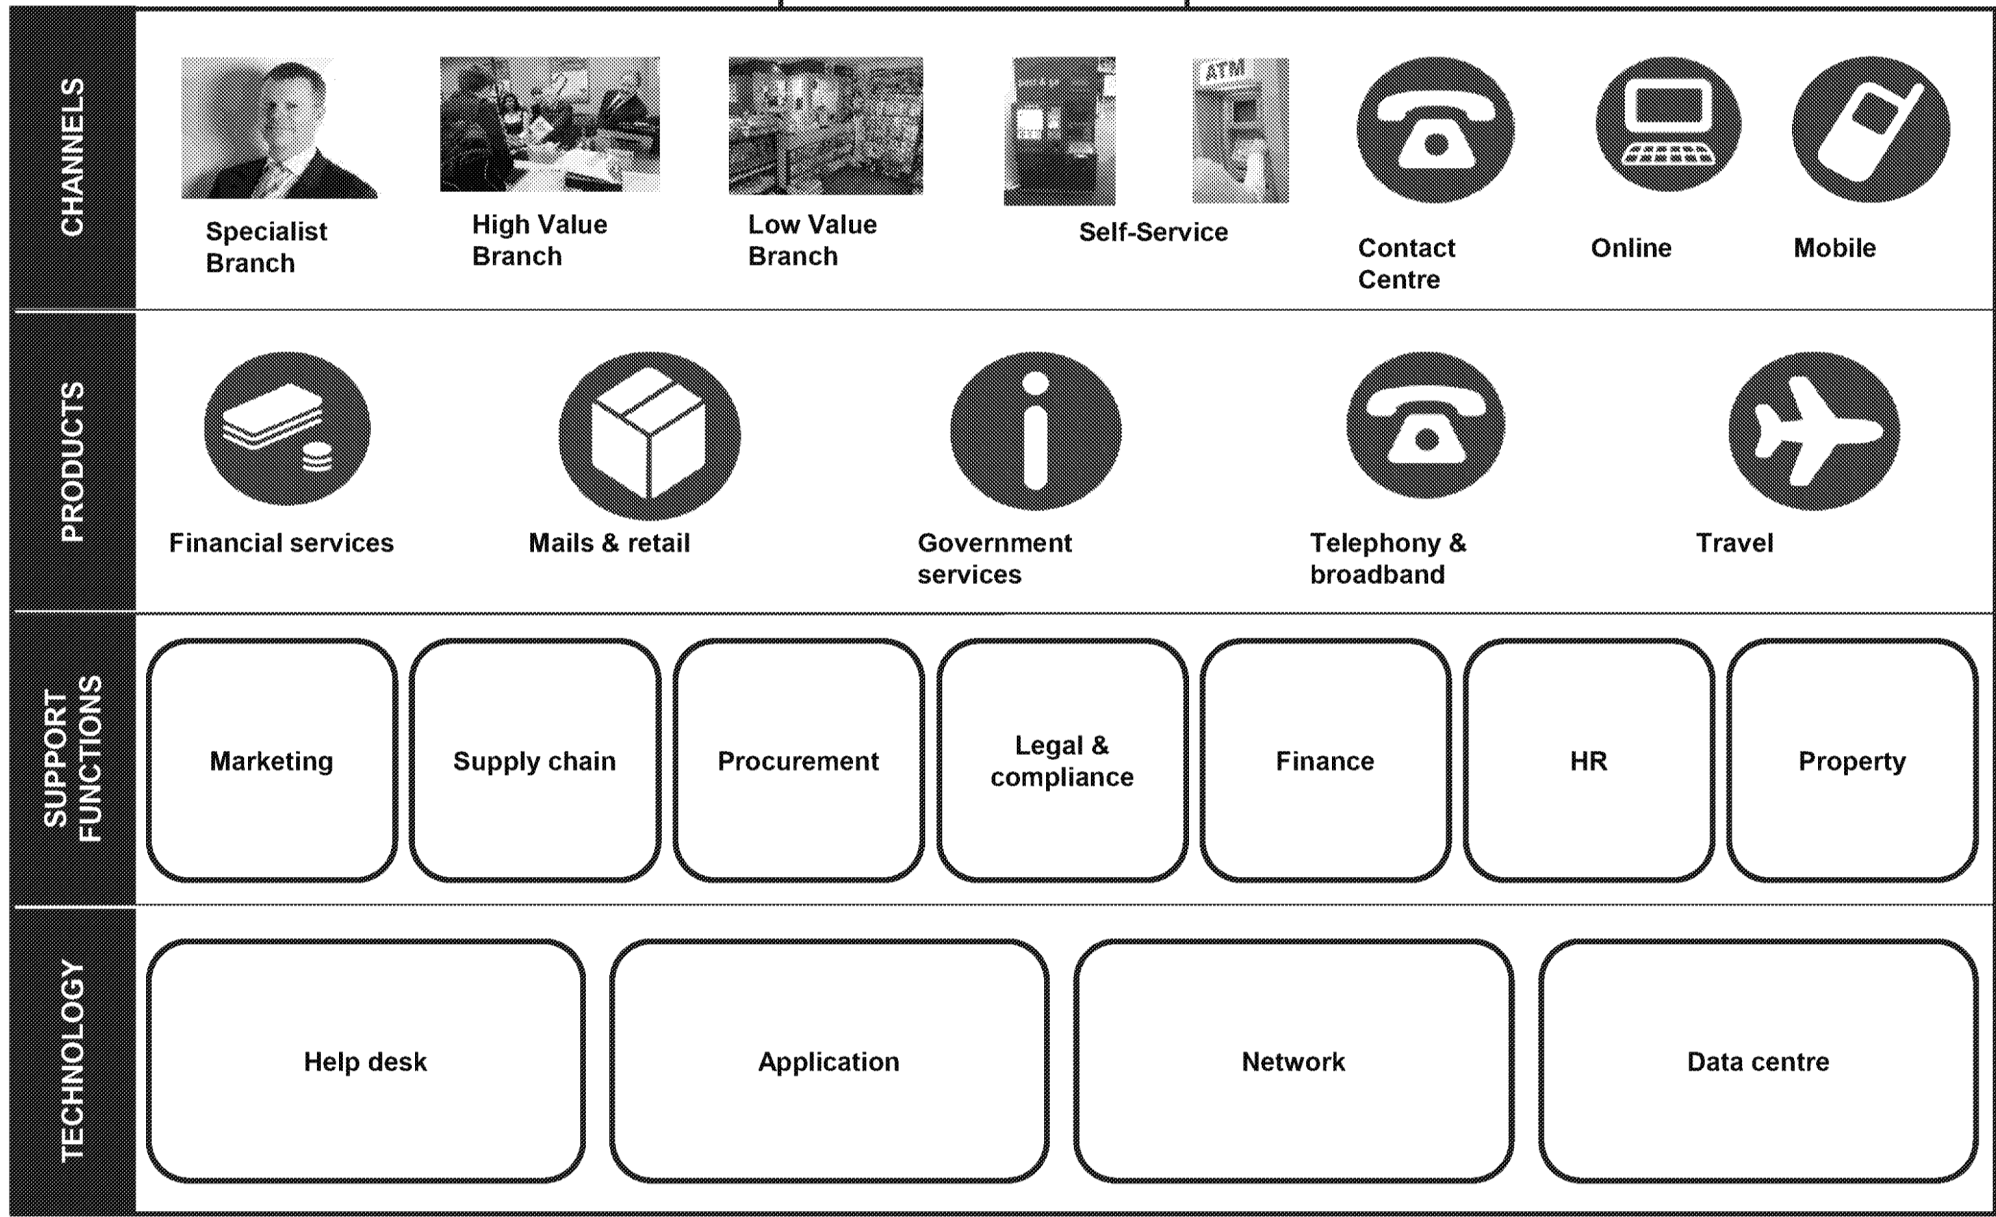 CHANNELS
ATM
Specialist
Branch
High Value
Branch
Low Value
Branch
Self-Service
Contact
Centre
Online
Mobile
PRODUCTS
Financial services
Mails & retail
Government
services
Telephony &
broadband
Travel
SUPPORT
FUNCTIONS
Marketing
Supply chain
Procurement
Legal &
compliance
Finance
HR
Property
TECHNOLOGY
Help desk
Application
Network
Data centre